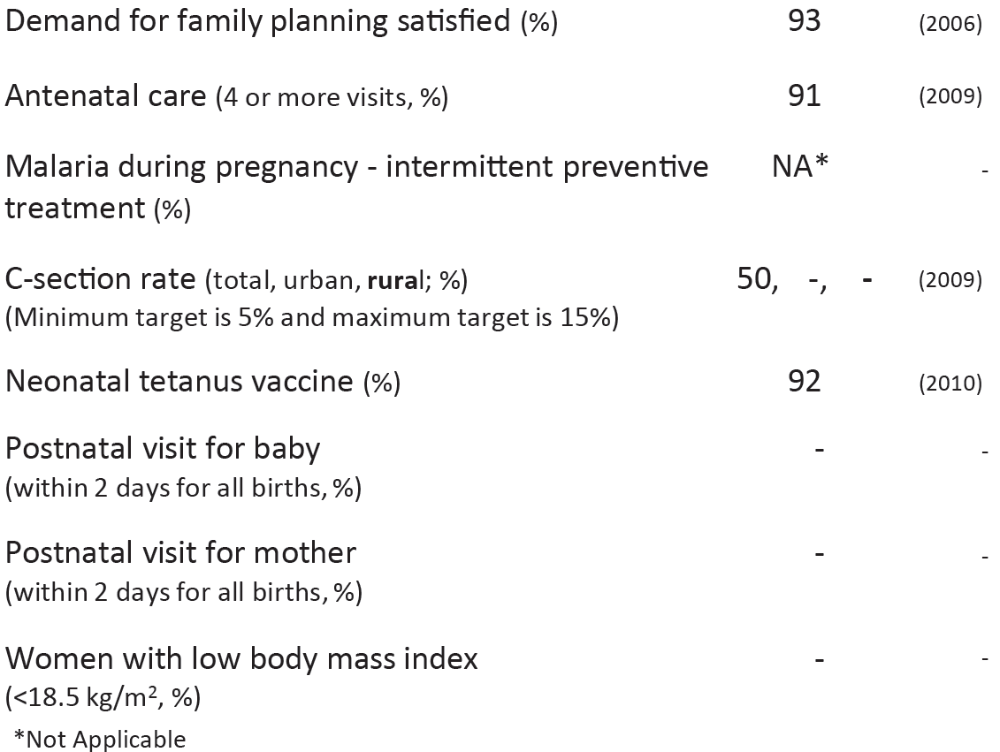 Demand for family planning satisfied (%) 93 (2006)
Antenatal care (4 or more visits, %) 91 (2009)
Malaria during pregnancy - intermittent preventive NA* -
treatment (%)
C-section rate (total, urban, rural; %) 50, -, - (2009)
(Minimum target is 5% and maximum target is 15%)
Neonatal tetanus vaccine (%) 92 (2010)
Postnatal visit for baby - -
(within 2 days for all births, %)
Postnatal visit for mother - -
(within 2 days for all births, %)
Women with low body mass index - -
(<18.5 kg/m², %)
*Not Applicable